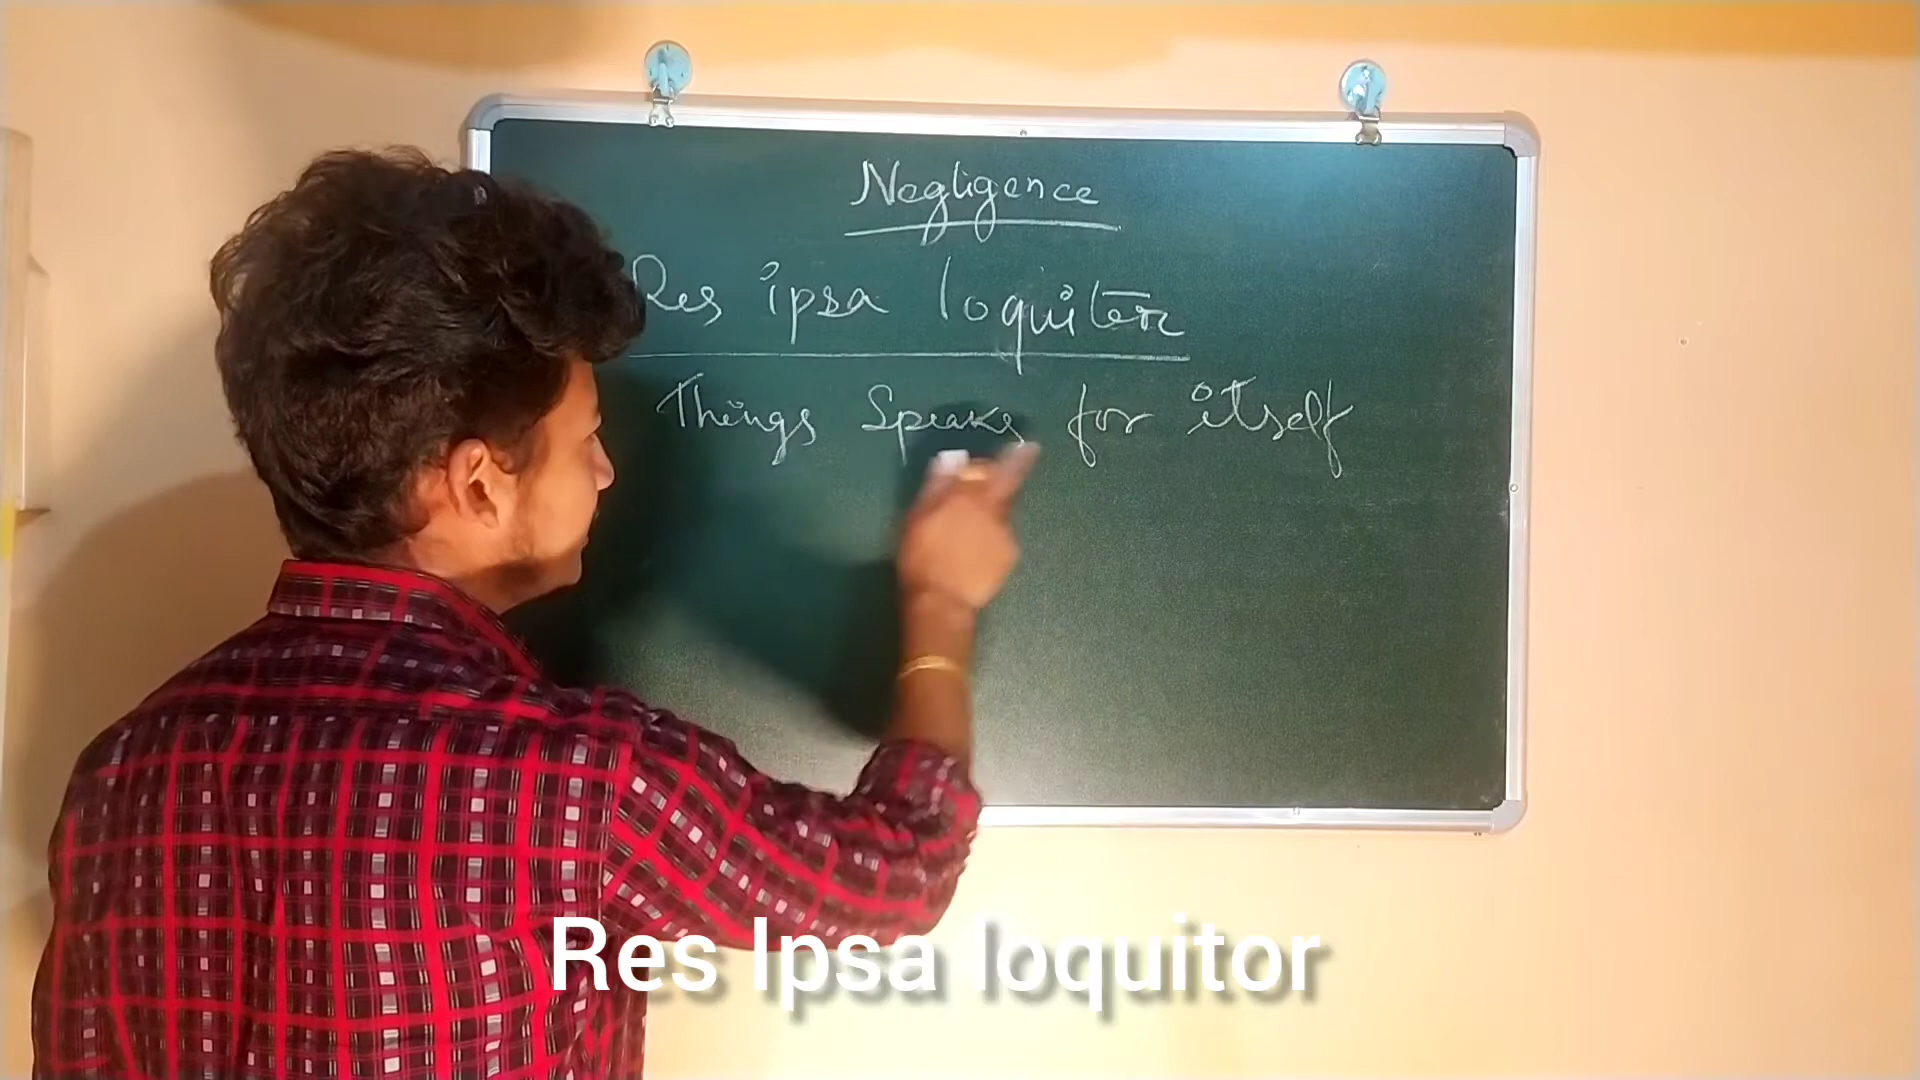 Negligence
Res ipsa loquitor
Things Speaks for itself
Res Ipsa loquitor